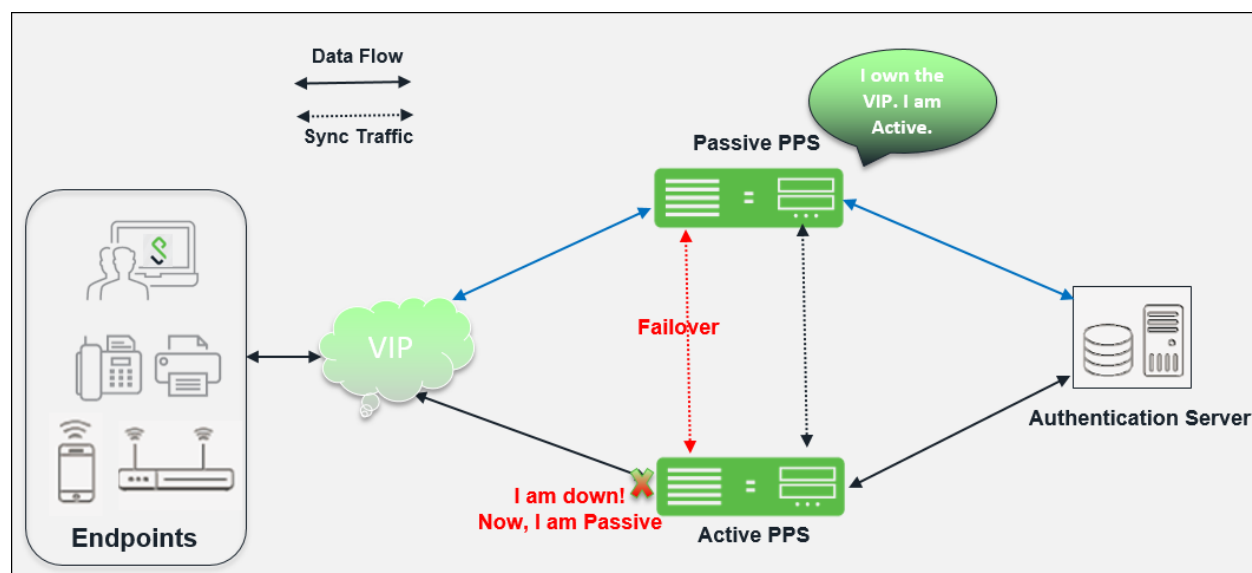 Data Flow
Sync Traffic
I own the
VIP. I am
Active.
Passive PPS
VIP
Failover
Authentication Server
I am down!
Now, I am Passive
Active PPS
Endpoints